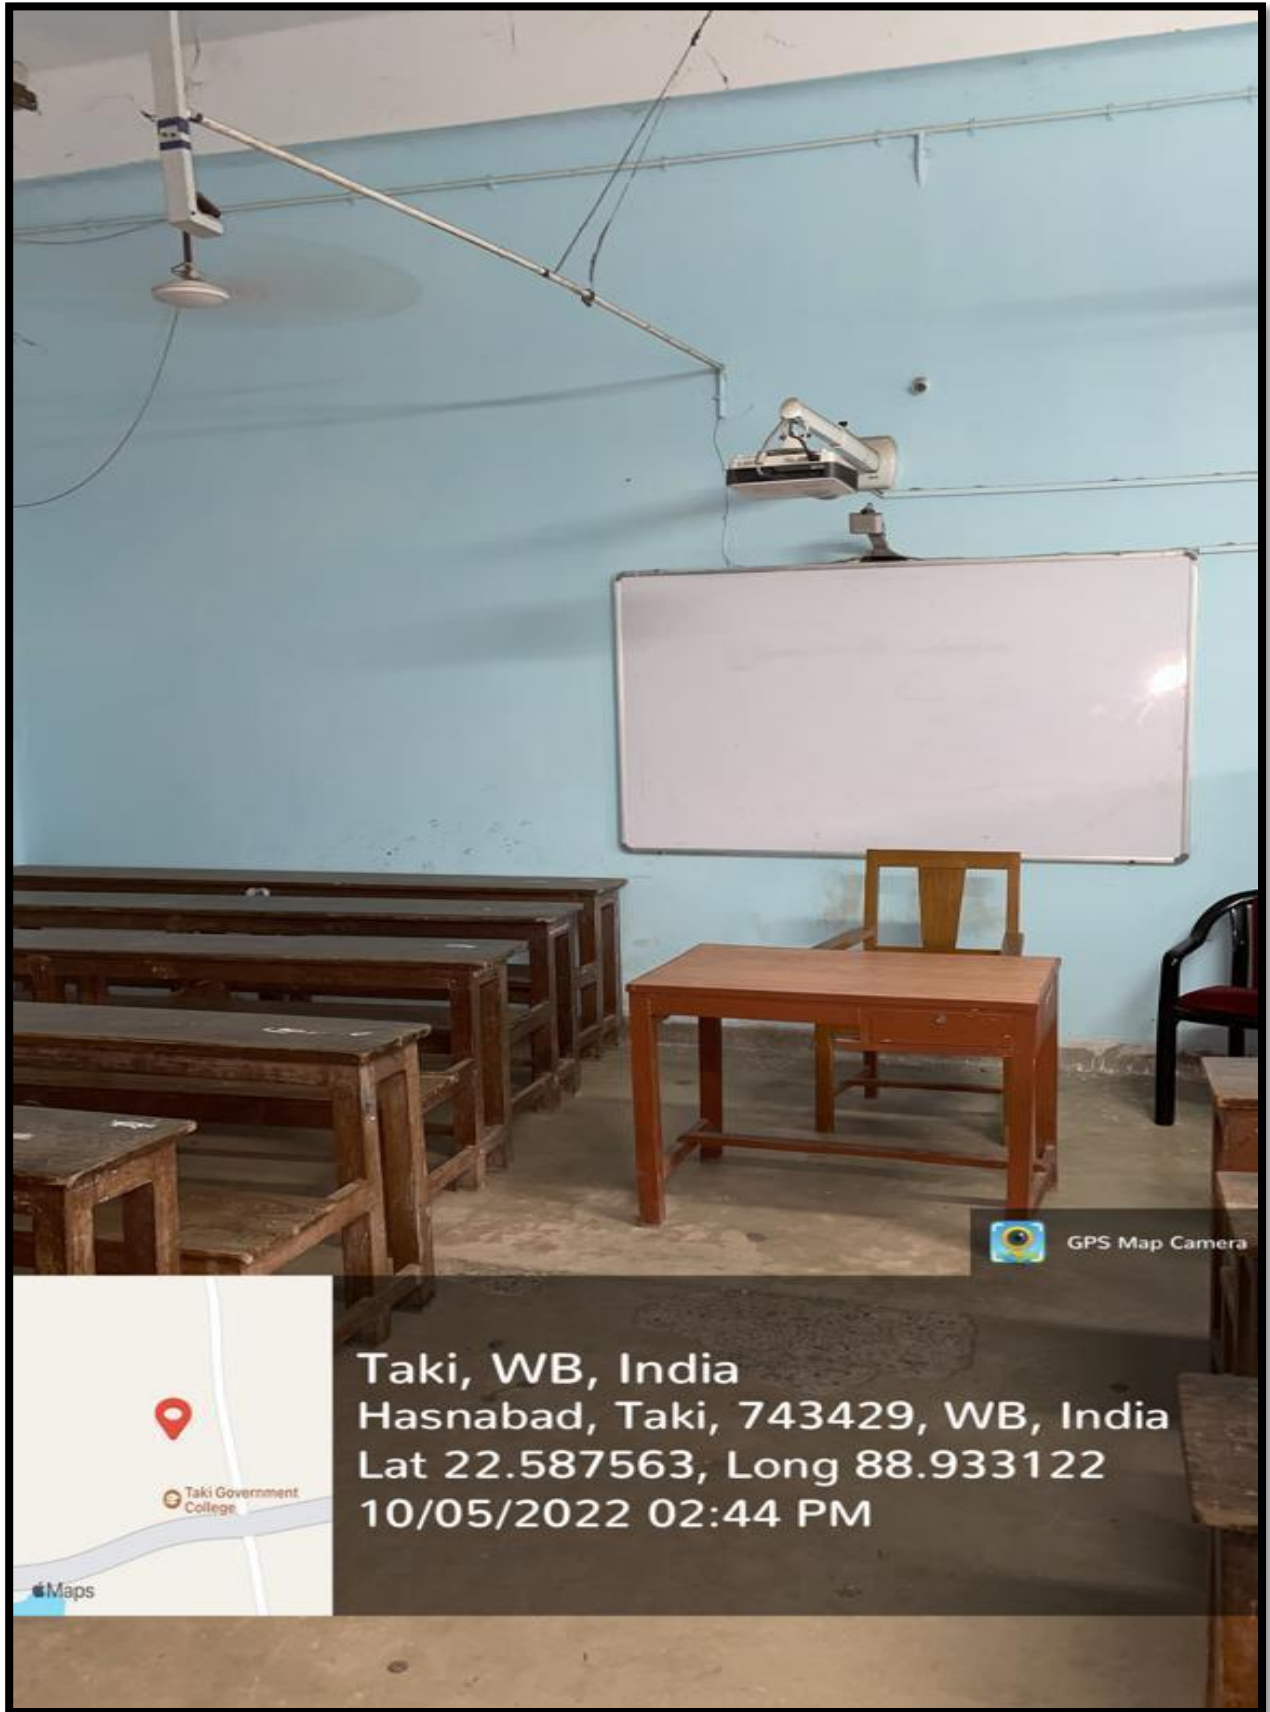 GPS Map Camera
Taki, WB, India
Hasnabad, Taki, 743429, WB, India
Lat 22.587563, Long 88.933122
10/05/2022 02:44 PM
Taki Government
College
Maps